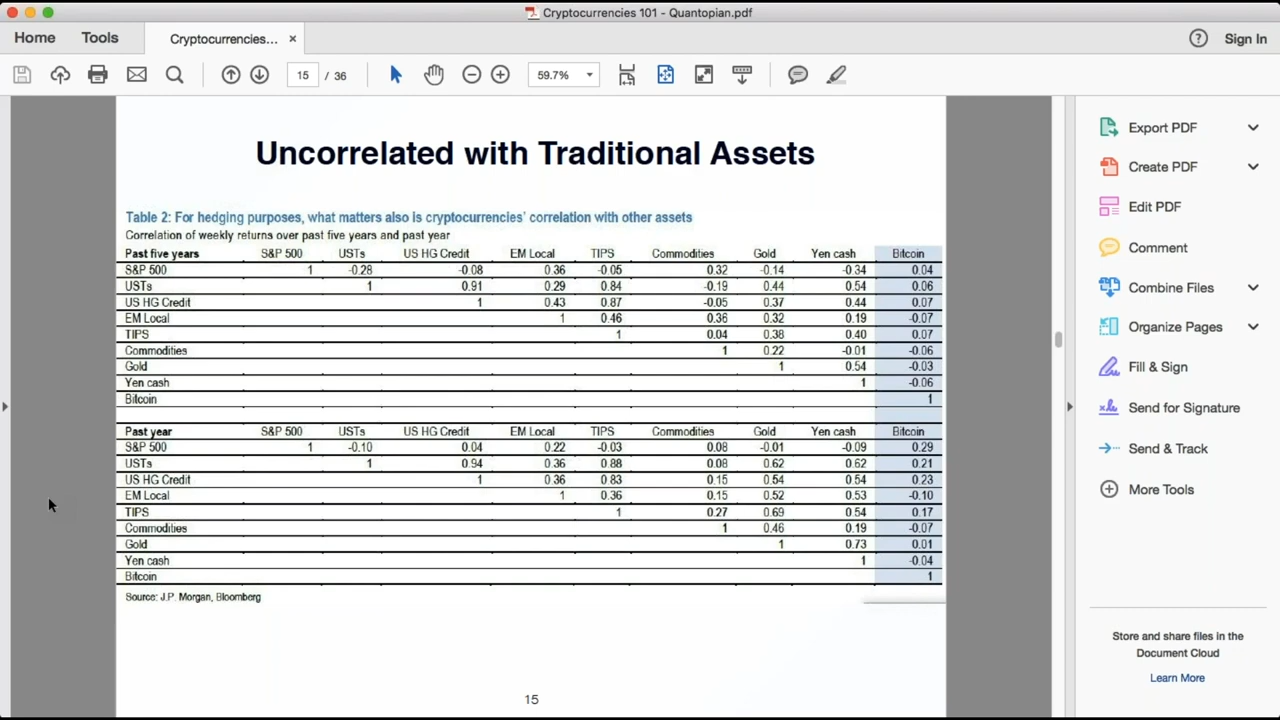 Cryptocurrencies 101 - Quantopian.pdf
Home Tools Cryptocurrencies... × ? Sign In
15 / 36 59.7%
Uncorrelated with Traditional Assets
Table 2: For hedging purposes, what matters also is cryptocurrencies' correlation with other assets
Correlation of weekly returns over past five years and past year
Past five years S&P 500 USTs US HG Credit EM Local TIPS Commodities Gold Yen cash Bitcoin
S&P 500 1 -0.28 -0.08 0.36 -0.05 0.32 -0.14 -0.34 0.04
USTs 1 0.91 0.29 0.84 -0.19 0.44 0.54 0.06
US HG Credit 1 0.43 0.87 -0.05 0.37 0.44 0.07
EM Local 1 0.46 0.36 0.32 0.19 -0.07
TIPS 1 0.04 0.38 0.40 0.07
Commodities 1 0.22 -0.01 -0.06
Gold 1 0.54 -0.03
Yen cash 1 -0.06
Bitcoin 1
Past year S&P 500 USTs US HG Credit EM Local TIPS Commodities Gold Yen cash Bitcoin
S&P 500 1 -0.10 0.04 0.22 -0.03 0.08 -0.01 -0.09 0.29
USTs 1 0.94 0.36 0.88 0.08 0.62 0.62 0.21
US HG Credit 1 0.36 0.83 0.15 0.54 0.54 0.23
EM Local 1 0.36 0.15 0.52 0.53 -0.10
TIPS 1 0.27 0.69 0.54 0.17
Commodities 1 0.46 0.19 -0.07
Gold 1 0.73 0.01
Yen cash 1 -0.04
Bitcoin 1
Source: J.P. Morgan, Bloomberg
15
Export PDF
Create PDF
Edit PDF
Comment
Combine Files
Organize Pages
Fill & Sign
Send for Signature
Send & Track
More Tools
Store and share files in the
Document Cloud
Learn More